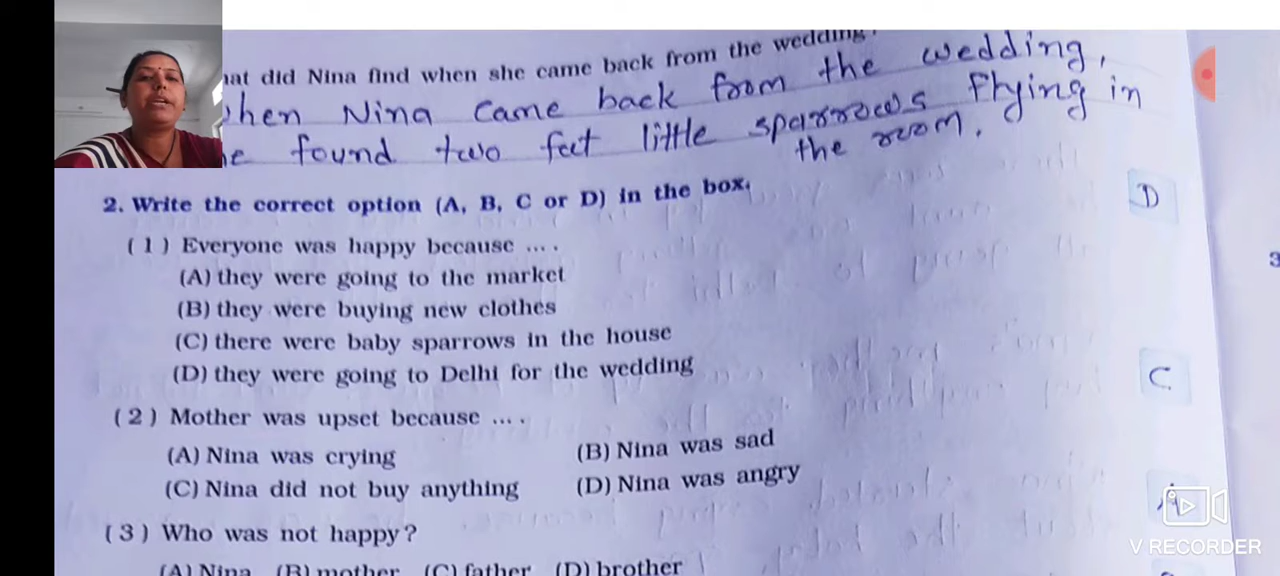 at did Nina find when she came back from the wedding
hen Nina came back from the wedding,
e found two fat little sparrows flying in
the room.
2. Write the correct option (A, B, C or D) in the box.
D
(1) Everyone was happy because ....
(A) they were going to the market
(B) they were buying new clothes
(C) there were baby sparrows in the house
(D) they were going to Delhi for the wedding
C
(2) Mother was upset because ....
(A) Nina was crying (B) Nina was sad
(C) Nina did not buy anything (D) Nina was angry
A
(3) Who was not happy?
(A) Nina (B) mother (C) father (D) brother
3
V RECORDER